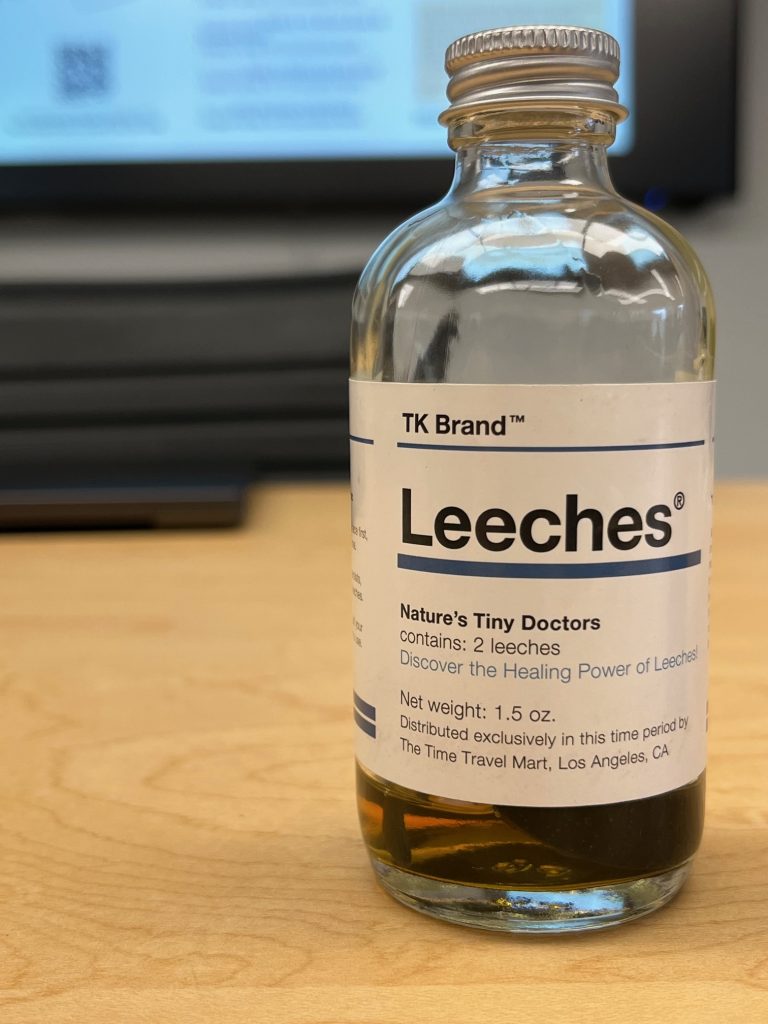 TK Brand™
Leeches®
Nature's Tiny Doctors
contains: 2 leeches
Discover the Healing Power of Leeches!
Net weight: 1.5 oz.
Distributed exclusively in this time period by
The Time Travel Mart, Los Angeles, CA